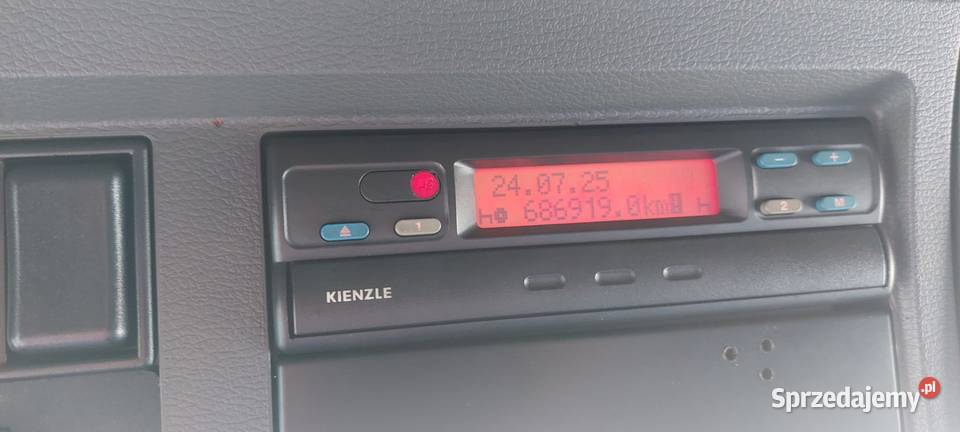 24.07.25
686919.0km
1
2
M
KIENZLE
Sprzedajemy.pl